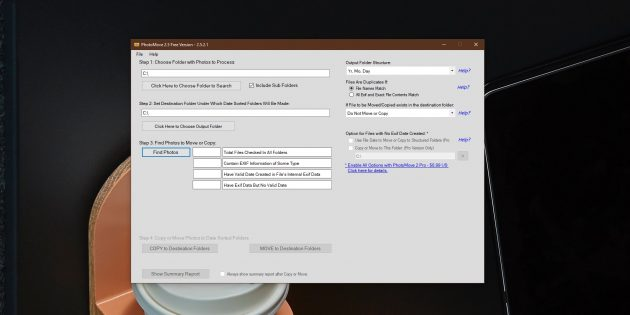 PhotoMove 2.5 Free Version - 2.5.2.1
File Help
Step 1: Choose Folder with Photos to Process:
C:\
Click Here to Choose Folder to Search
Include Sub Folders
Step 2: Set Destination Folder Under Which Date Sorted Folders Will Be Made:
C:\
Click Here to Choose Output Folder
Step 3: Find Photos to Move or Copy:
Find Photos
Total Files Checked In All Folders
Contain EXIF Information of Some Type
Have Valid Date Created in File's Internal Exif Data
Have Exif Data But No Valid Date
Step 4: Copy or Move Photos to Date Sorted Folders
COPY to Destination Folders
MOVE to Destination Folders
Show Summary Report
Always show summary report after Copy or Move.
Output Folder Structure:
Yr, Mo, Day
Help?
Files Are Duplicates If:
File Names Match
Help?
All Exif and Exact File Contents Match
If File to be Moved/Copied exists in the destination folder:
Do Not Move or Copy
Help?
Option for Files with No Exif Date Created: *
Use File Date to Move or Copy to Structured Folders (Pro
Help?
Copy or Move to This Folder (Pro Version Only)
C:\
* Enable All Options with PhotoMove 2 Pro - $8.99 US
Click here for details.